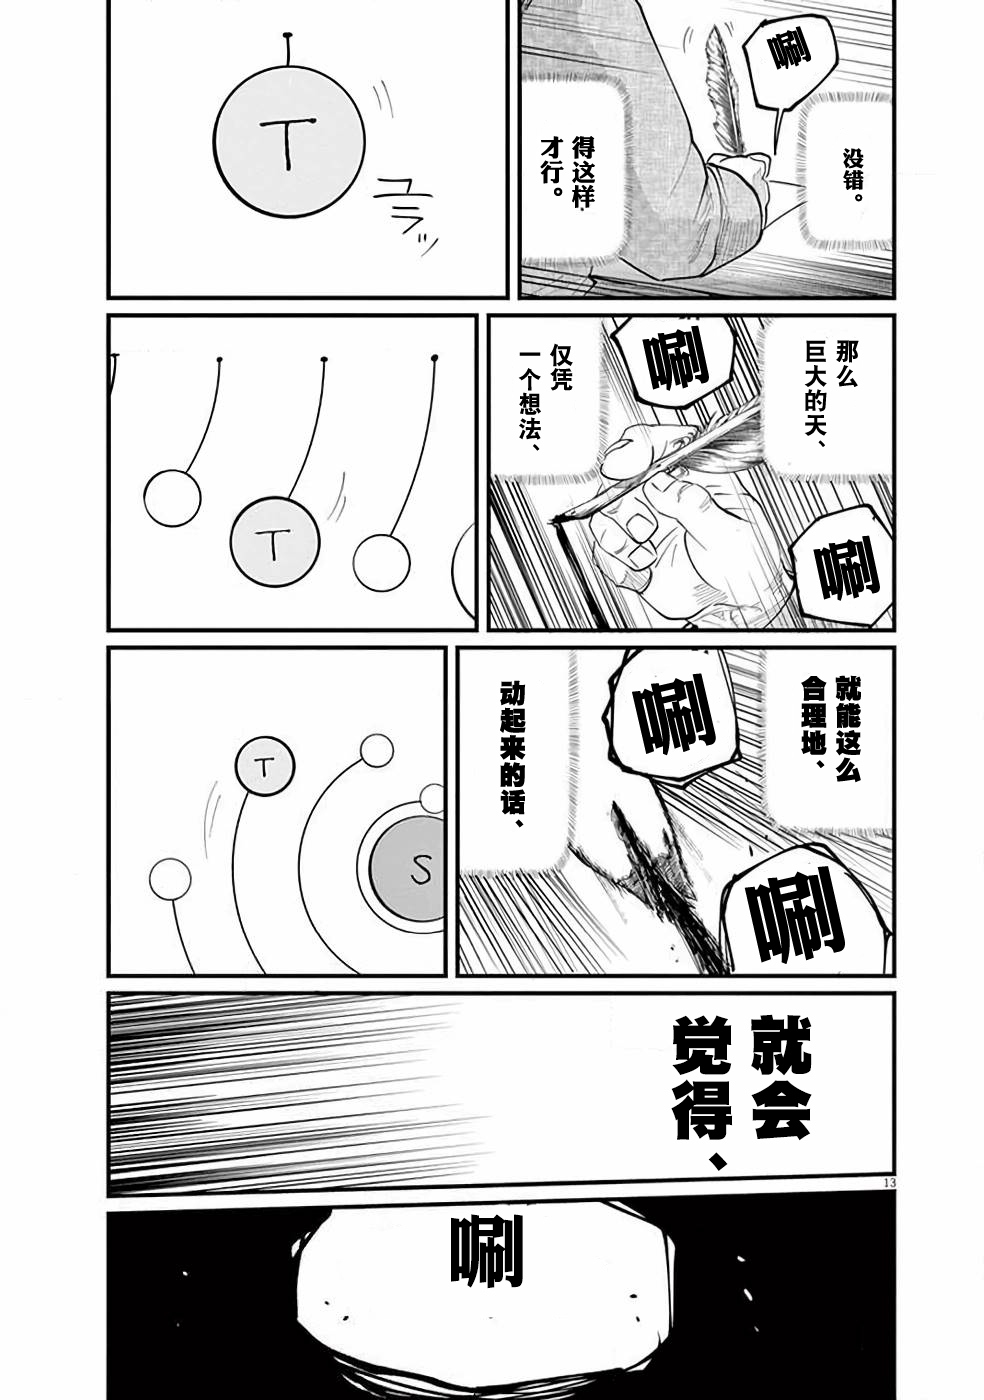 唰
没错。
得这样
才行。
T
ユラッ
唰
那么
巨大的天、
仅凭
一个想法、
唰
T
唰
就能这么
合理地、
动起来的话、
唰
T
S
就会
觉得、
13
唰